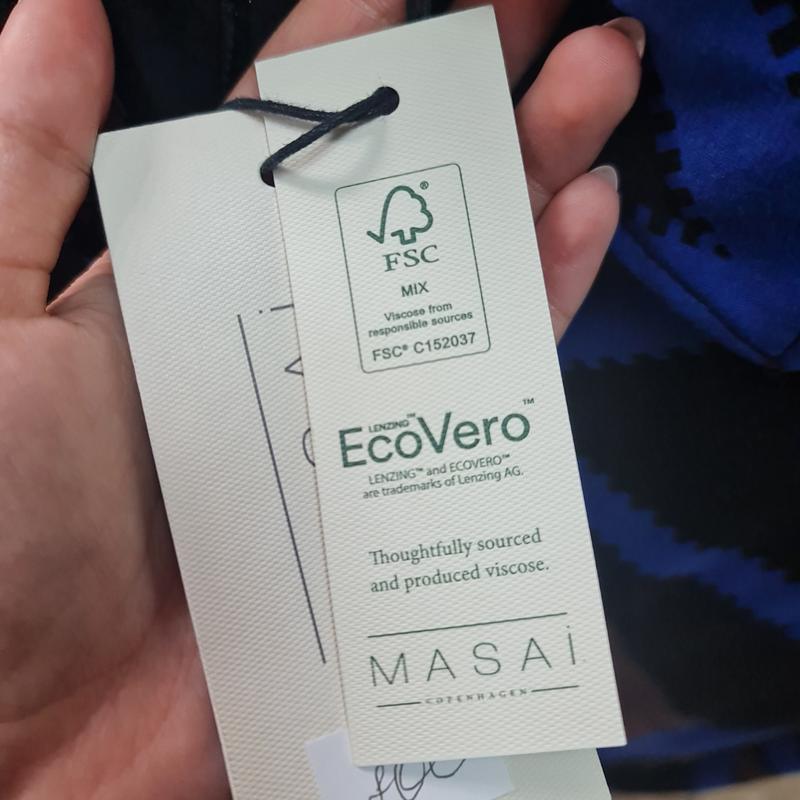 ®
FSC
MIX
Viscose from
responsible sources
FSC® C152037
LENZING™
EcoVero™
LENZING™ and ECOVERO™
are trademarks of Lenzing AG.
Thoughtfully sourced
and produced viscose.
MASAi
COPENHAGEN